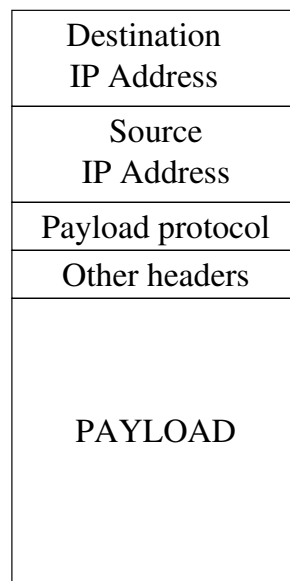 Destination
IP Address
Source
IP Address
Payload protocol
Other headers
PAYLOAD